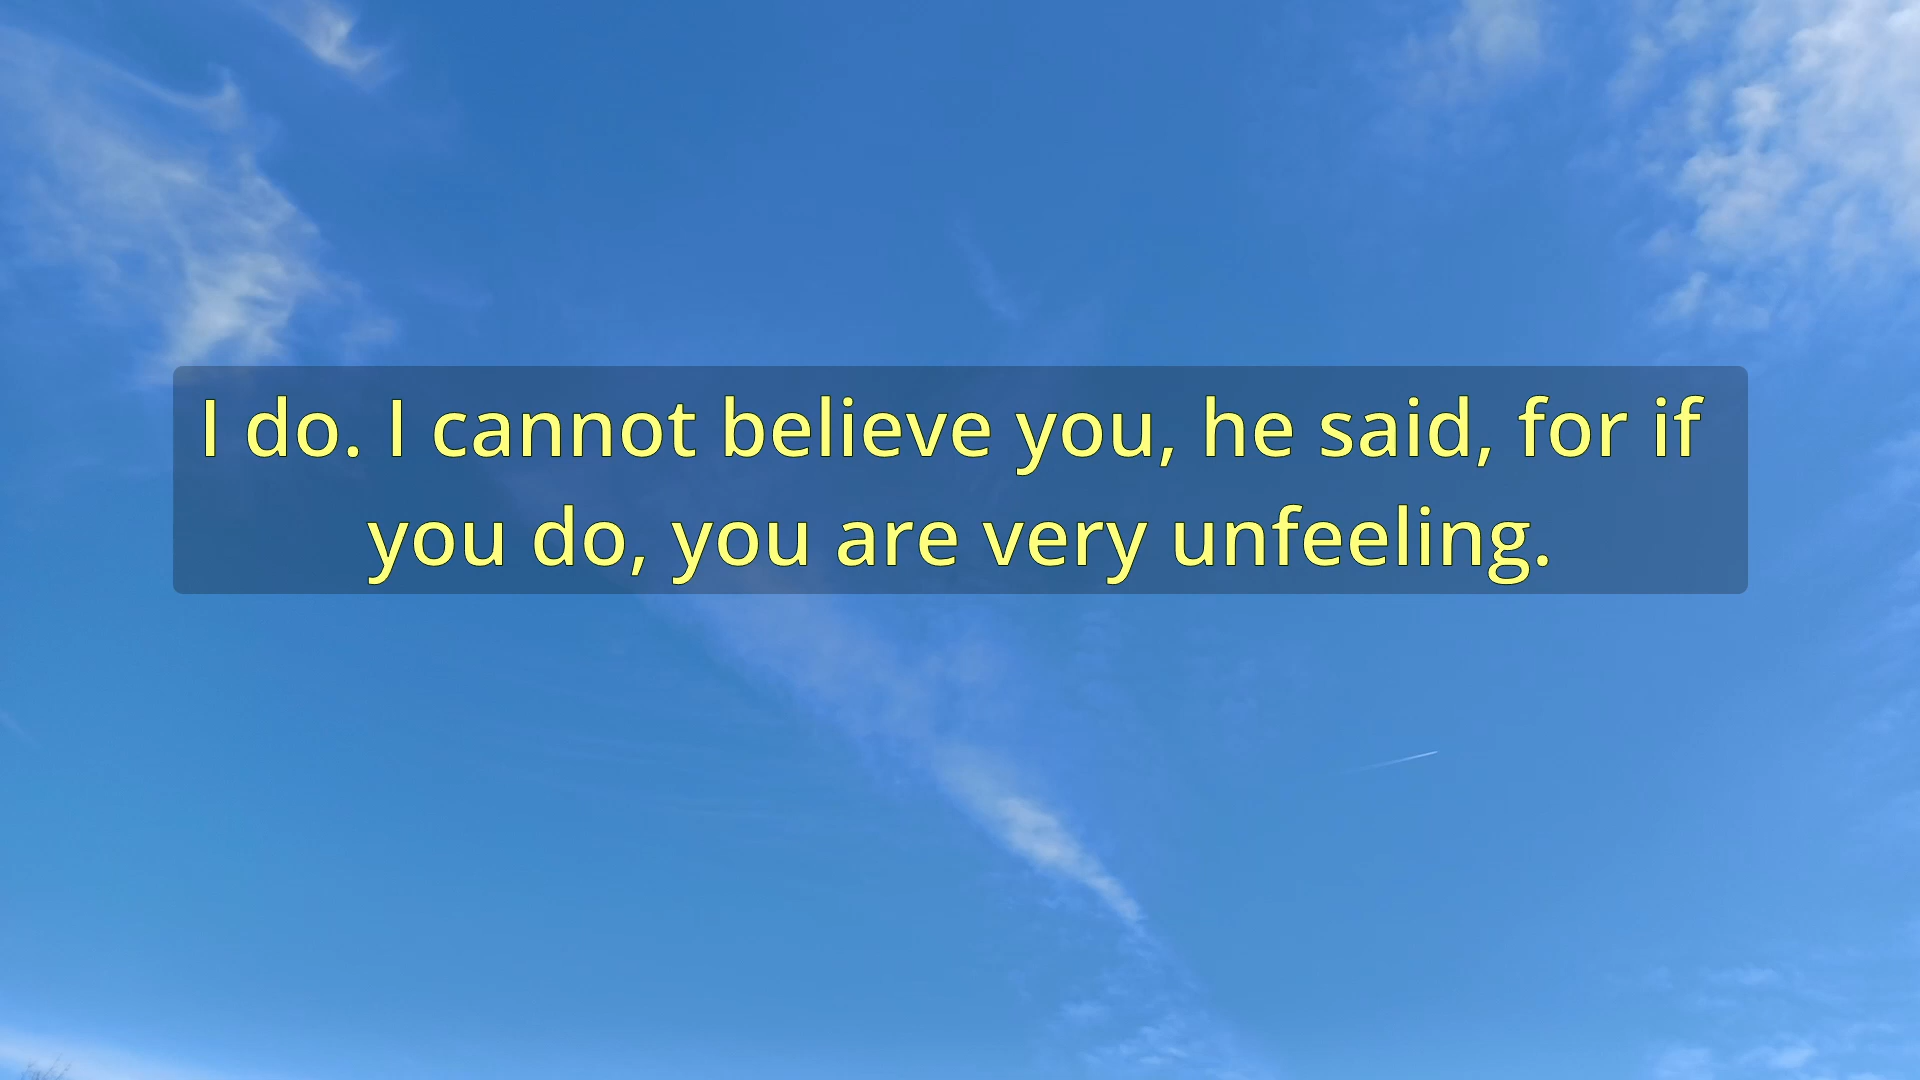 I do. I cannot believe you, he said, for if
you do, you are very unfeeling.